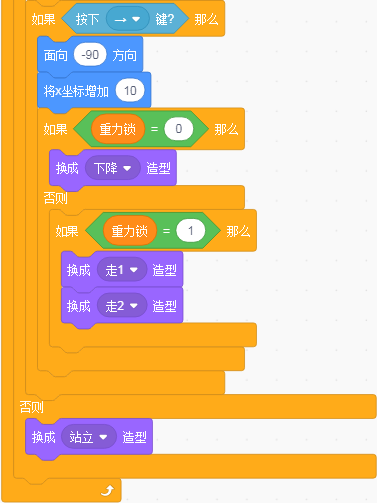 如果 按下 → 键? 那么
面向 -90 方向
将x坐标增加 10
如果 重力锁 = 0 那么
换成 下降 造型
否则
如果 重力锁 = 1 那么
换成 走1 造型
换成 走2 造型
否则
换成 站立 造型